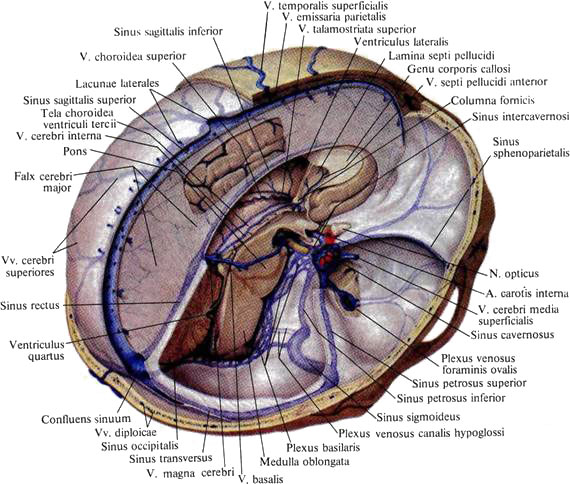 V. temporalis superficialis
V. emissaria parietalis
V. talamostriata superior
Sinus sagittalis inferior
Ventriculus lateralis
V. choroidea superior
Lamina septi pellucidi
Genu corporis callosi
Lacunae laterales
V. septi pellucidi anterior
Sinus sagittalis superior
Columna fornicis
Tela choroidea
ventriculi tercii
Sinus intercavernosi
V. cerebri interna
Pons
Sinus
sphenoparietalis
Falx cerebri
major
Vv. cerebri
superiores
N. opticus
A. carotis interna
Sinus rectus
V. cerebri media
superficialis
Sinus cavernosus
Ventriculus
quartus
Plexus venosus
foraminis ovalis
Sinus petrosus superior
Sinus petrosus inferior
Confluens sinuum
Sinus sigmoideus
Vv. diploicae
Plexus venosus canalis hypoglossi
Sinus occipitalis
Plexus basilaris
Sinus transversus
Medulla oblongata
V. magna cerebri
V. basalis